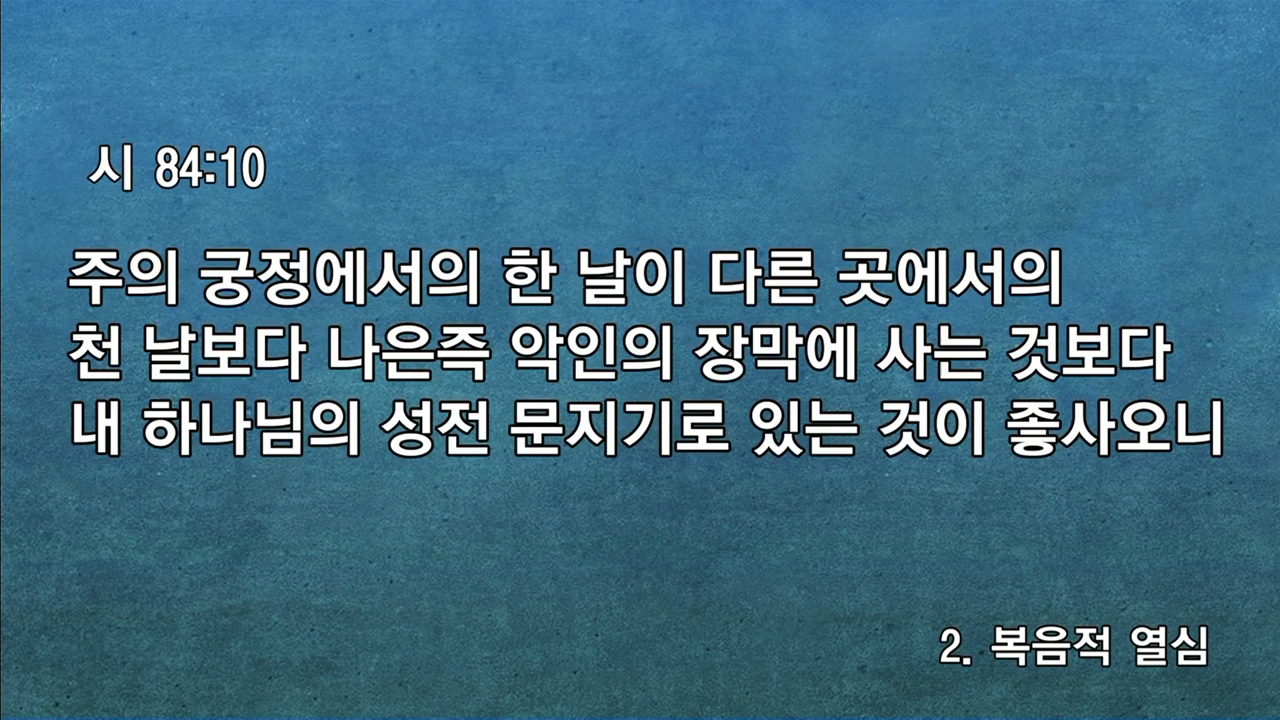 시 84:10
주의 궁정에서의 한 날이 다른 곳에서의
천 날보다 나은즉 악인의 장막에 사는 것보다
내 하나님의 성전 문지기로 있는 것이 좋사오니
2. 복음적 열심